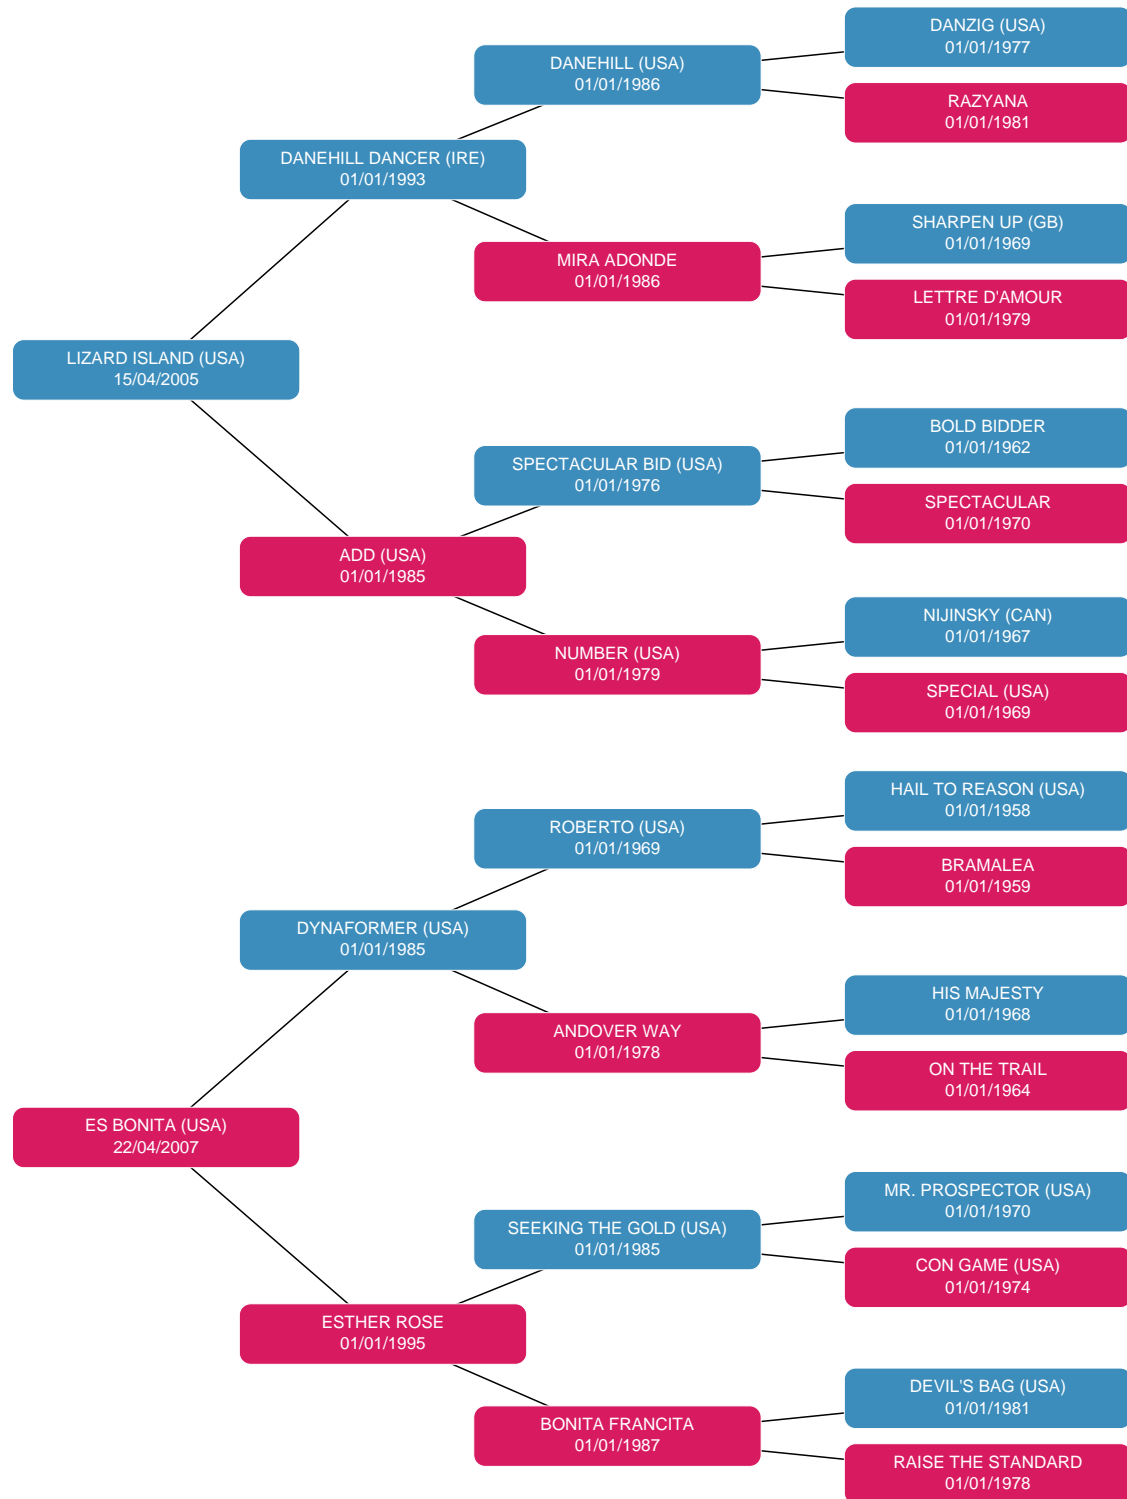 DANZIG (USA)
01/01/1977
DANEHILL (USA)
01/01/1986
RAZYANA
01/01/1981
DANEHILL DANCER (IRE)
01/01/1993
SHARPEN UP (GB)
01/01/1969
MIRA ADONDE
01/01/1986
LETTRE D'AMOUR
01/01/1979
LIZARD ISLAND (USA)
15/04/2005
BOLD BIDDER
01/01/1962
SPECTACULAR BID (USA)
01/01/1976
SPECTACULAR
01/01/1970
ADD (USA)
01/01/1985
NIJINSKY (CAN)
01/01/1967
NUMBER (USA)
01/01/1979
SPECIAL (USA)
01/01/1969
HAIL TO REASON (USA)
01/01/1958
ROBERTO (USA)
01/01/1969
BRAMALEA
01/01/1959
DYNAFORMER (USA)
01/01/1985
HIS MAJESTY
01/01/1968
ANDOVER WAY
01/01/1978
ON THE TRAIL
01/01/1964
ES BONITA (USA)
22/04/2007
MR. PROSPECTOR (USA)
01/01/1970
SEEKING THE GOLD (USA)
01/01/1985
CON GAME (USA)
01/01/1974
ESTHER ROSE
01/01/1995
DEVIL'S BAG (USA)
01/01/1981
BONITA FRANCITA
01/01/1987
RAISE THE STANDARD
01/01/1978